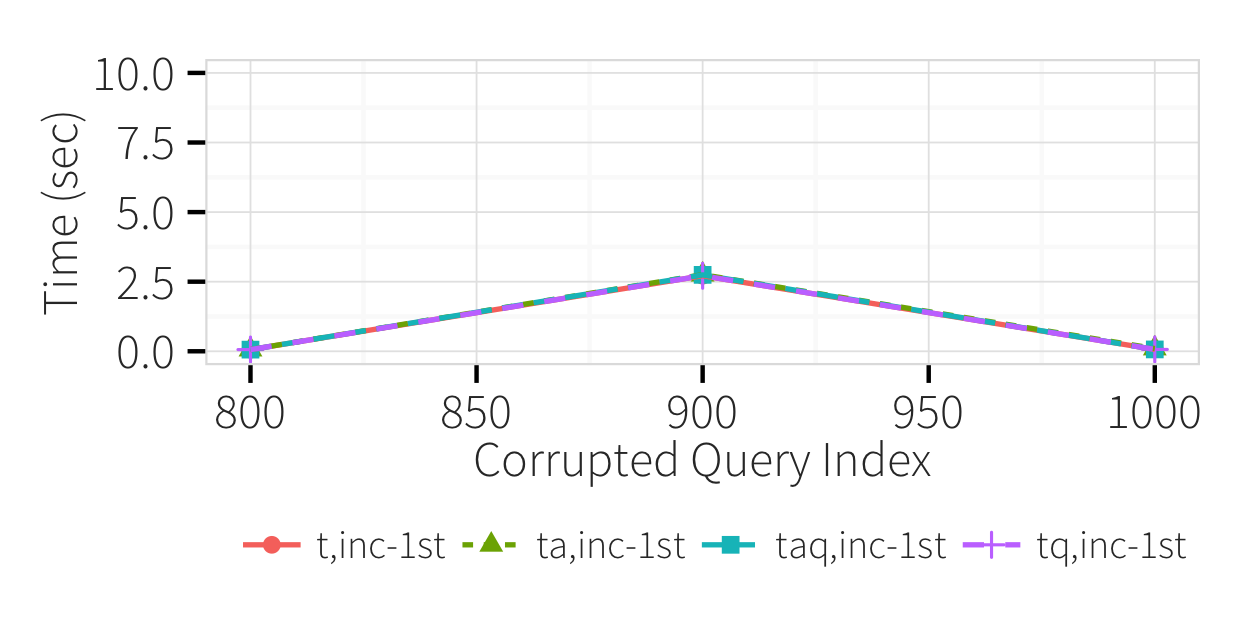 10.0
7.5
5.0
2.5
0.0
Time (sec)
800 850 900 950 1000
Corrupted Query Index
t,inc-1st ta,inc-1st taq,inc-1st tq,inc-1st